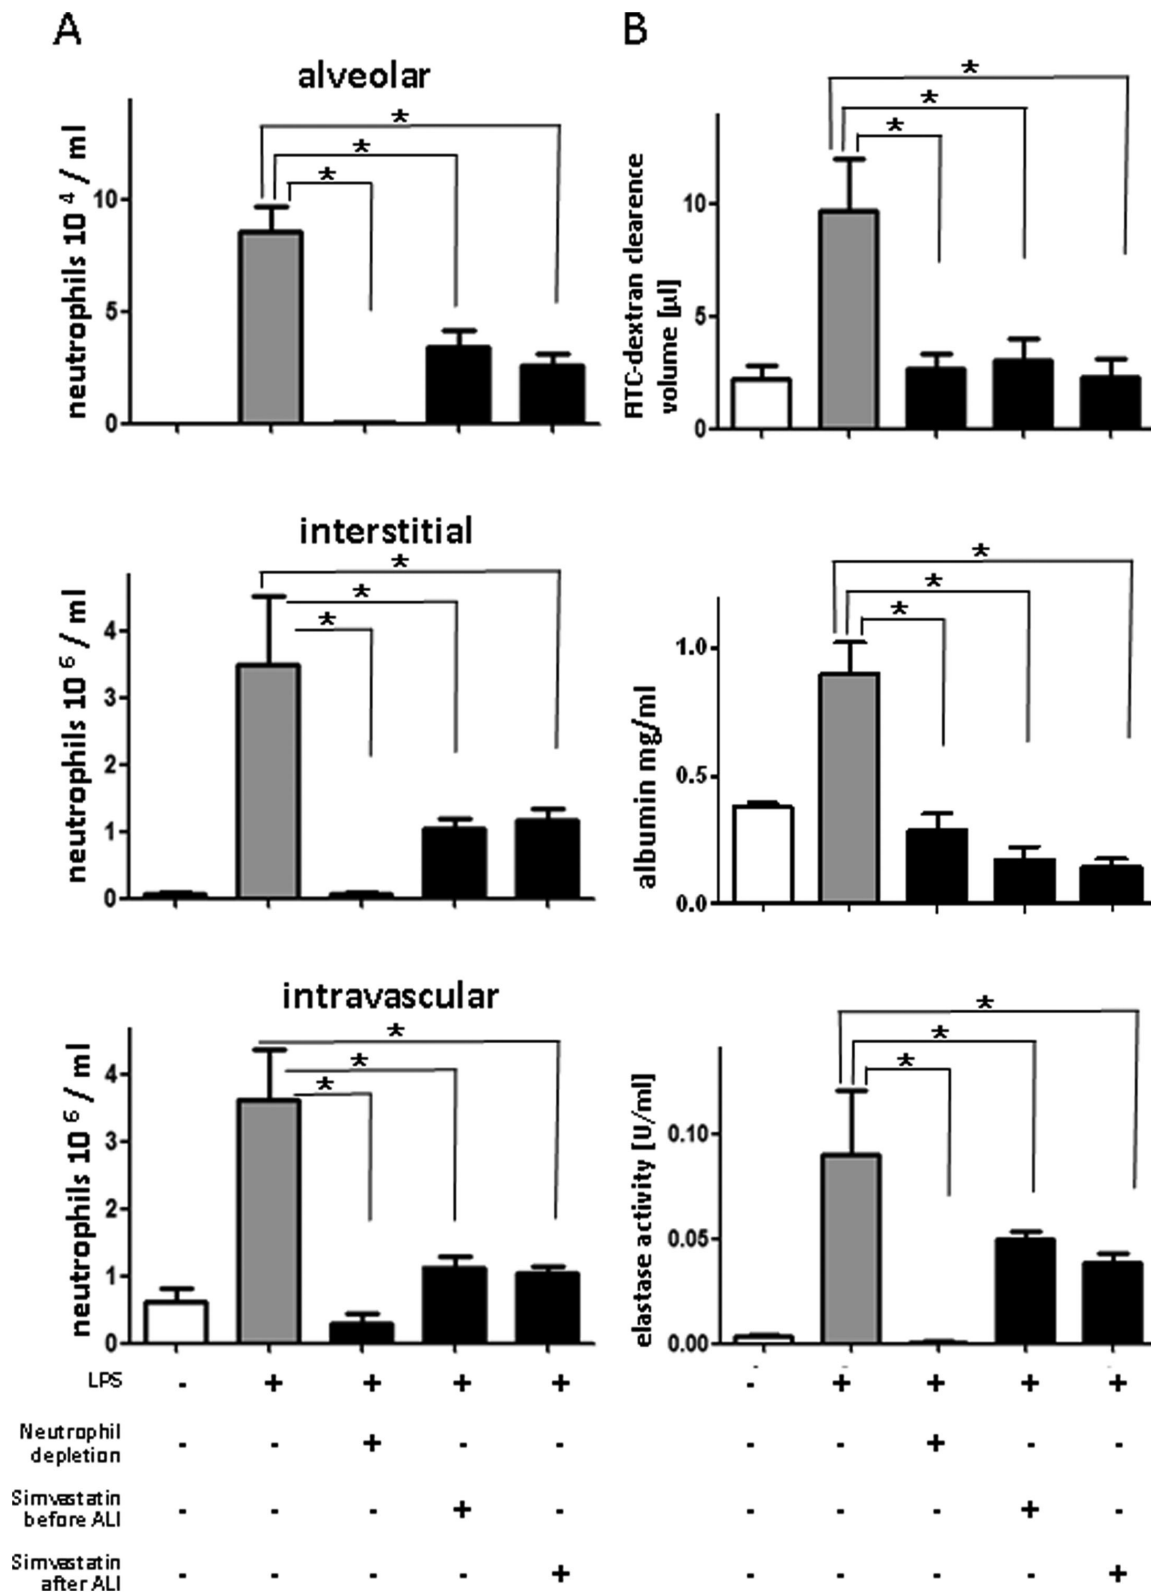 A
B
alveolar
neutrophils 10 4 / ml
10
5
0
* * *
FITC-dextran clearence
volume [µl]
10
5
0
* * *
interstitial
neutrophils 10 6 / ml
4
3
2
1
0
* * *
albumin mg/ml
1.0
0.5
0.0
* * *
intravascular
neutrophils 10 6 / ml
4
3
2
1
0
* * *
elastase activity [U/ml]
0.10
0.05
0.00
* * *
LPS - + + + + - + + + +
Neutrophil
depletion - - + - - - - + - -
Simvastatin
before ALI - - - + - - - - + -
Simvastatin
after ALI - - - - + - - - - +